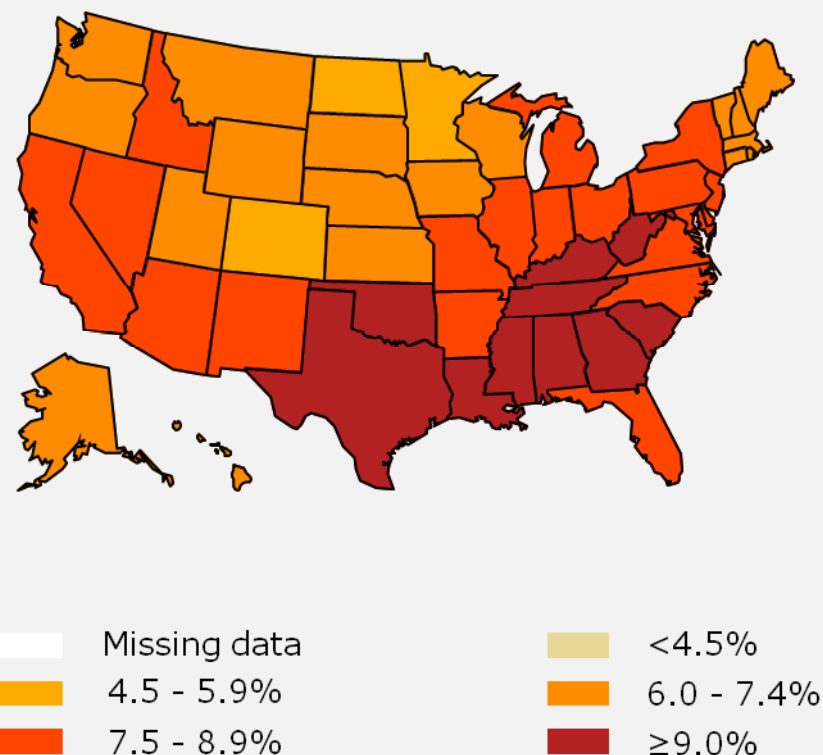 Missing data
<4.5%
4.5 - 5.9%
6.0 - 7.4%
7.5 - 8.9%
≥9.0%